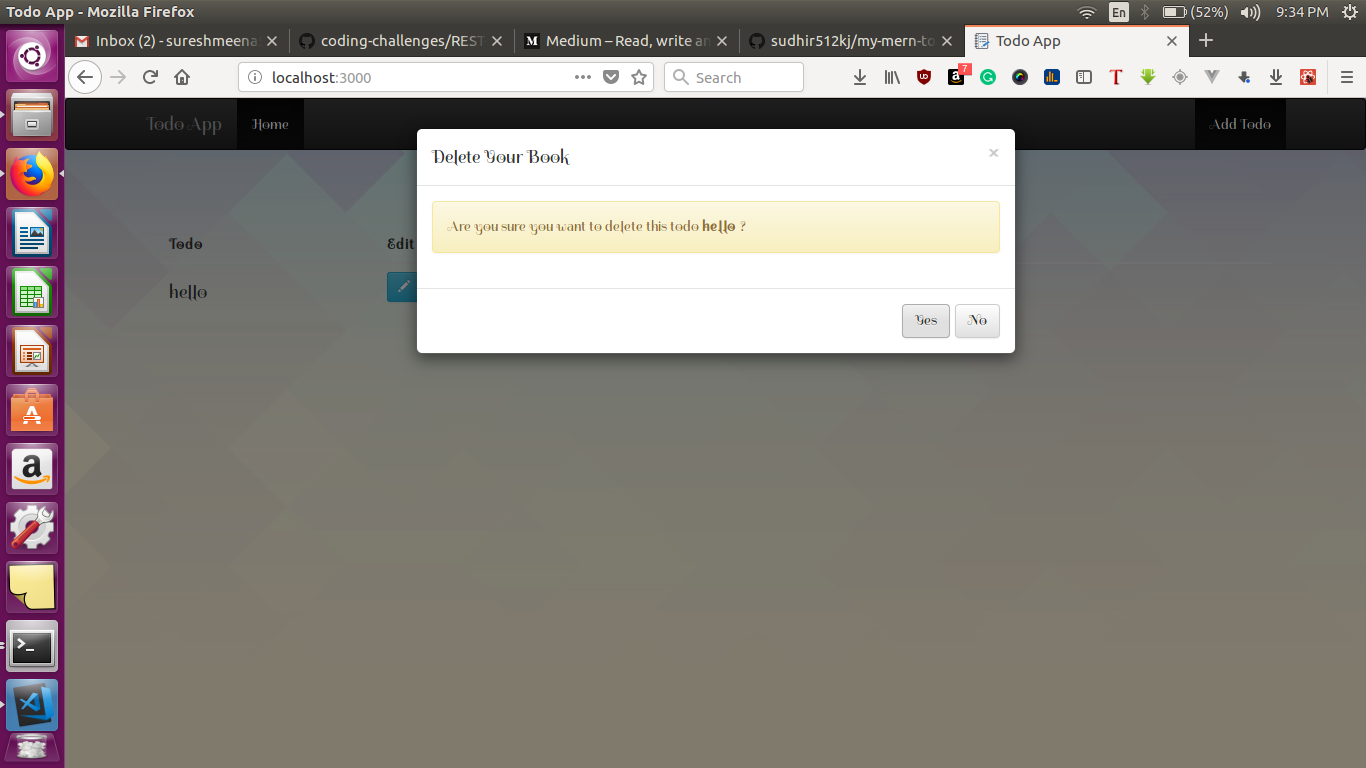 Todo App - Mozilla Firefox
En
(52%)
9:34 PM
Inbox (2) - sureshmeena
coding-challenges/REST
Medium – Read, write an
sudhir512kj/my-mern-to
Todo App
localhost:3000
Search
7
Todo App
Home
Add Todo
Delete Your Book
×
Are you sure you want to delete this todo hello ?
Todo
Edit
hello
Yes
No